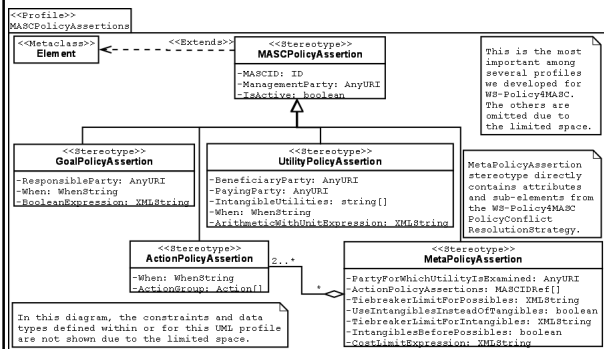 <<Profile>>
MASCPolicyAssertions
<<Metaclass>>
Element
<<Extends>>
<<Stereotype>>
MASCPolicyAssertion
-MASCID: ID
-ManagementParty: AnyURI
-IsActive: boolean
This is the most
important among
several profiles
we developed for
WS-Policy4MASC.
The others are
omitted due to
the limited space.
<<Stereotype>>
GoalPolicyAssertion
-ResponsibleParty: AnyURI
-When: WhenString
-BooleanExpression: XMLString
<<Stereotype>>
UtilityPolicyAssertion
-BeneficiaryParty: AnyURI
-PayingParty: AnyURI
-IntangibleUtilities: string[]
-When: WhenString
-ArithmeticWithUnitExpression: XMLString
MetaPolicyAssertion
stereotype directly
contains attributes
and sub-elements from
the WS-Policy4MASC
PolicyConflict
ResolutionStrategy.
<<Stereotype>>
ActionPolicyAssertion
-When: WhenString
-ActionGroup: Action[]
2..*
*
<<Stereotype>>
MetaPolicyAssertion
-PartyForWhichUtilityIsExamined: AnyURI
-ActionPolicyAssertions: MASCIDRef[]
-TiebreakerLimitForPossibles: XMLString
-UseIntangiblesInsteadOfTangibles: boolean
-TiebreakerLimitForIntangibles: XMLString
-IntangiblesBeforePossibles: boolean
-CostLimitExpression: XMLString
In this diagram, the constraints and data
types defined within or for this UML profile
are not shown due to the limited space.